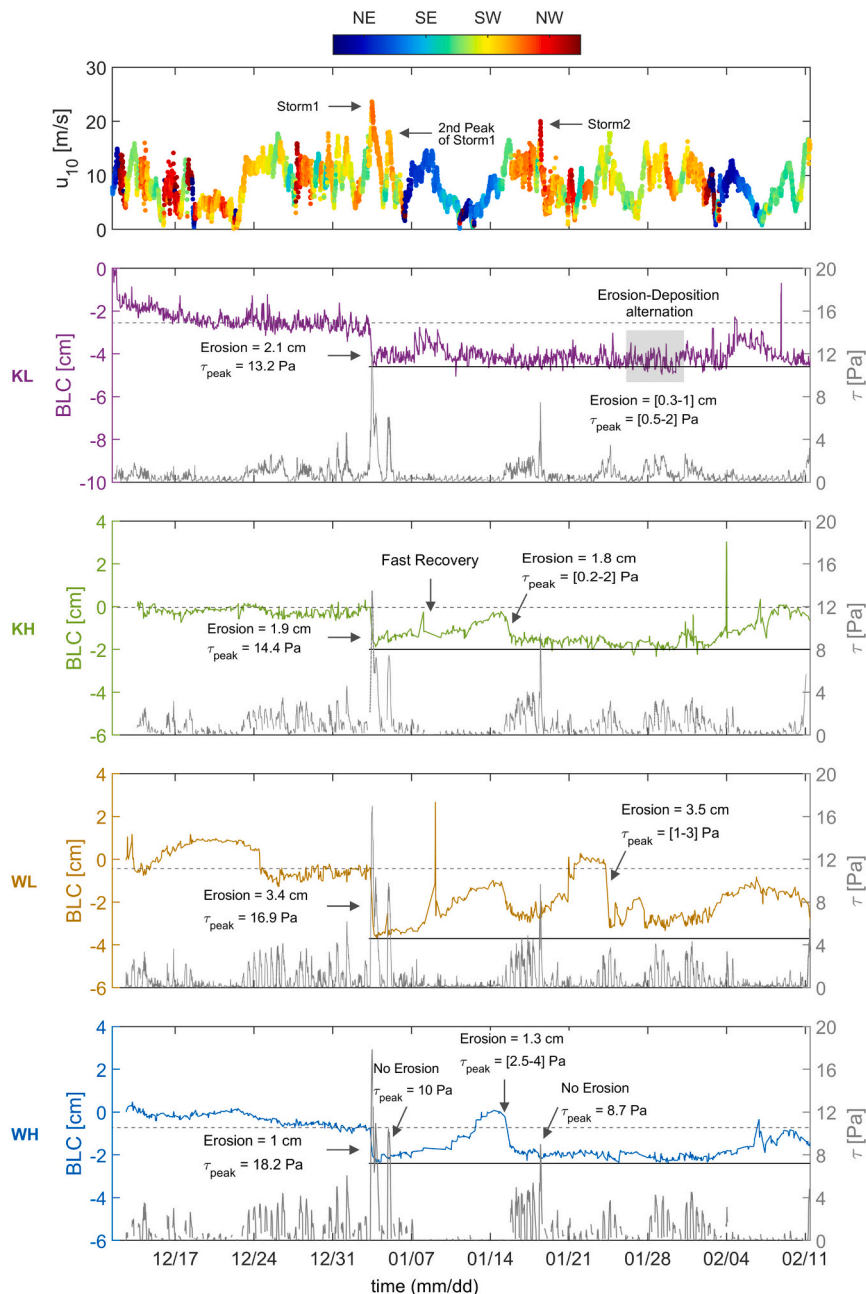 NE SE SW NW
30
20
10
0
u10 [m/s]
Storm1
2nd Peak
of Storm1
Storm2
KL
BLC [cm]
0
-2
-4
-6
-8
-10
Erosion = 2.1 cm
τpeak = 13.2 Pa
Erosion-Deposition
alternation
Erosion = [0.3-1] cm
τpeak = [0.5-2] Pa
20
16
12
8
4
0
τ [Pa]
KH
BLC [cm]
4
2
0
-2
-4
-6
Erosion = 1.9 cm
τpeak = 14.4 Pa
Fast Recovery
Erosion = 1.8 cm
τpeak = [0.2-2] Pa
20
16
12
8
4
0
τ [Pa]
WL
BLC [cm]
4
2
0
-2
-4
-6
Erosion = 3.4 cm
τpeak = 16.9 Pa
Erosion = 3.5 cm
τpeak = [1-3] Pa
20
16
12
8
4
0
τ [Pa]
WH
BLC [cm]
4
2
0
-2
-4
-6
Erosion = 1 cm
τpeak = 18.2 Pa
No Erosion
τpeak = 10 Pa
Erosion = 1.3 cm
τpeak = [2.5-4] Pa
No Erosion
τpeak = 8.7 Pa
20
16
12
8
4
0
τ [Pa]
12/17 12/24 12/31 01/07 01/14 01/21 01/28 02/04 02/11
time (mm/dd)